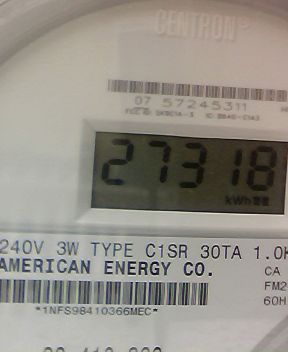 CENTRON®
07 57245311
27318
kWh
240V 3W TYPE C1SR 30TA 1.0K
AMERICAN ENERGY CO.
CA
FM2
60H
*1NFS98410366MEC*